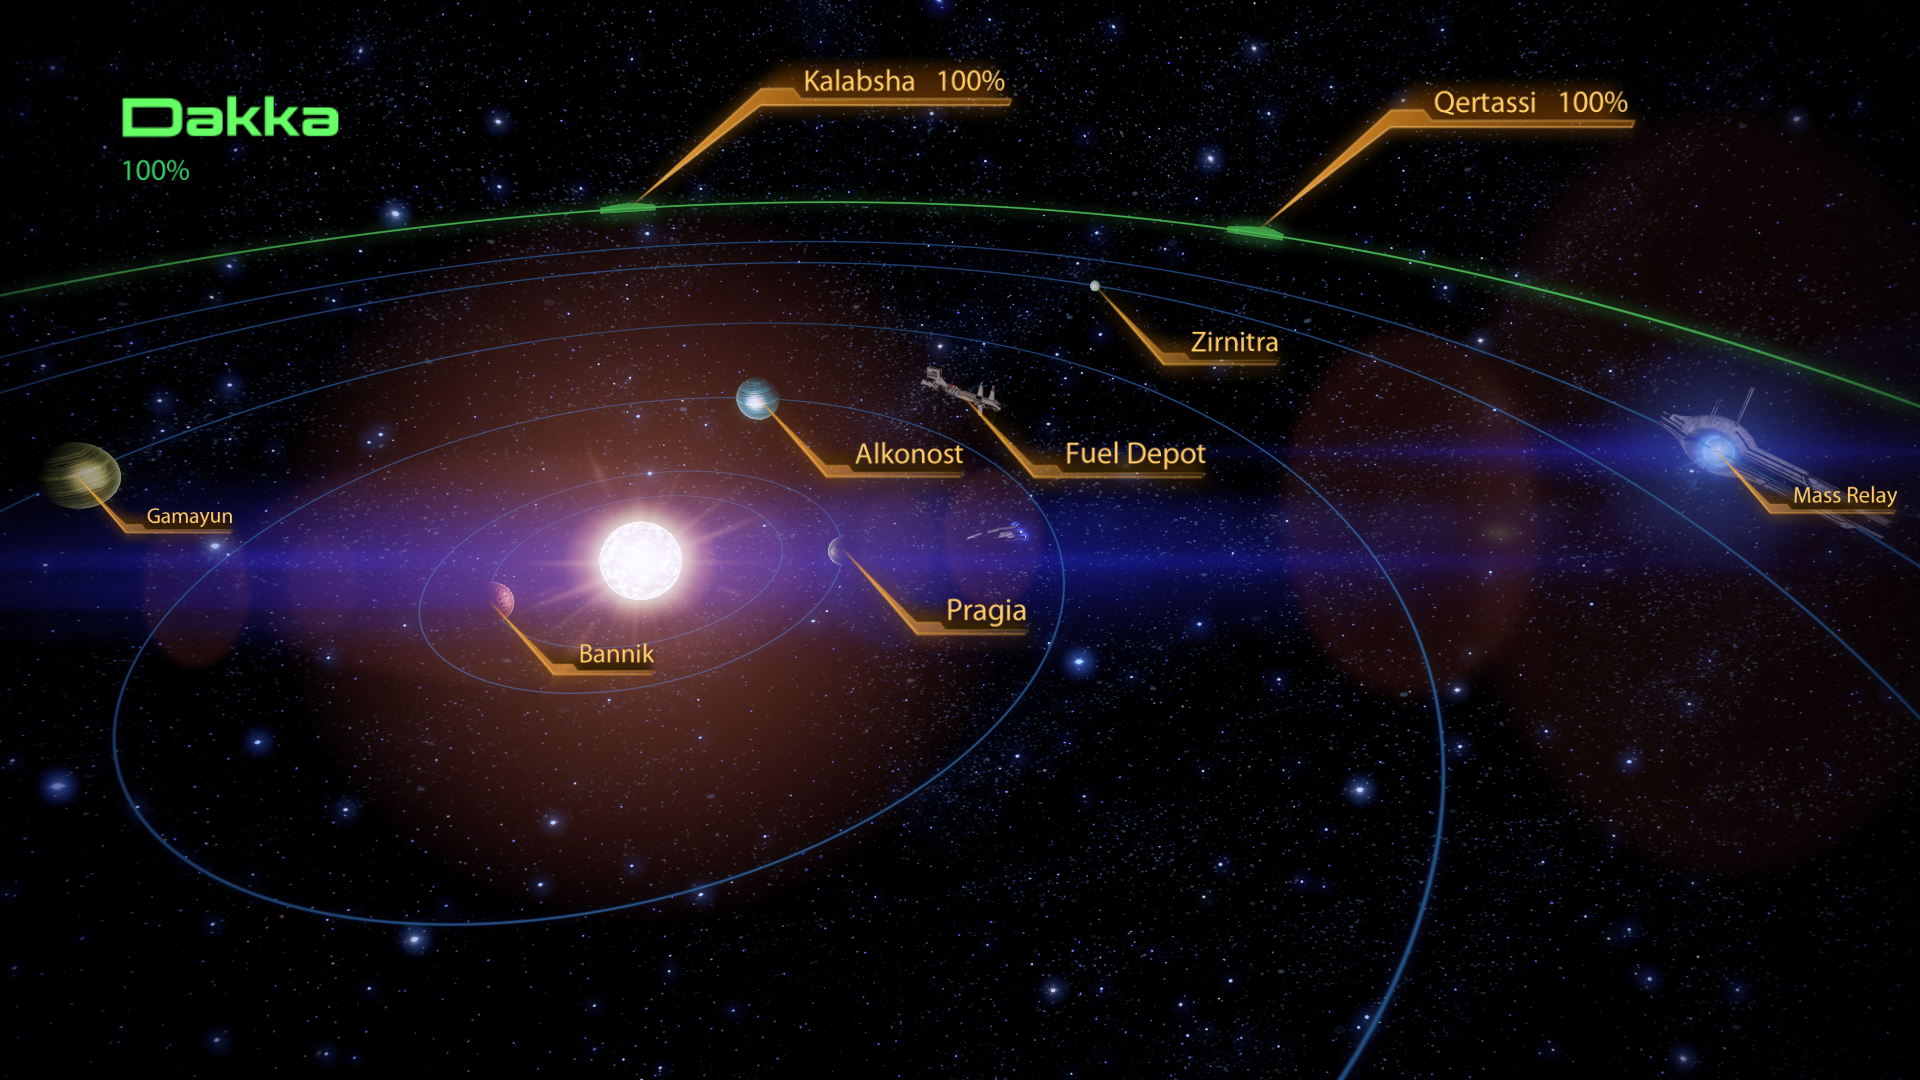 Dakka
100%
Kalabsha 100%
Qertassi 100%
Zirnitra
Alkonost
Fuel Depot
Mass Relay
Gamayun
Pragia
Bannik